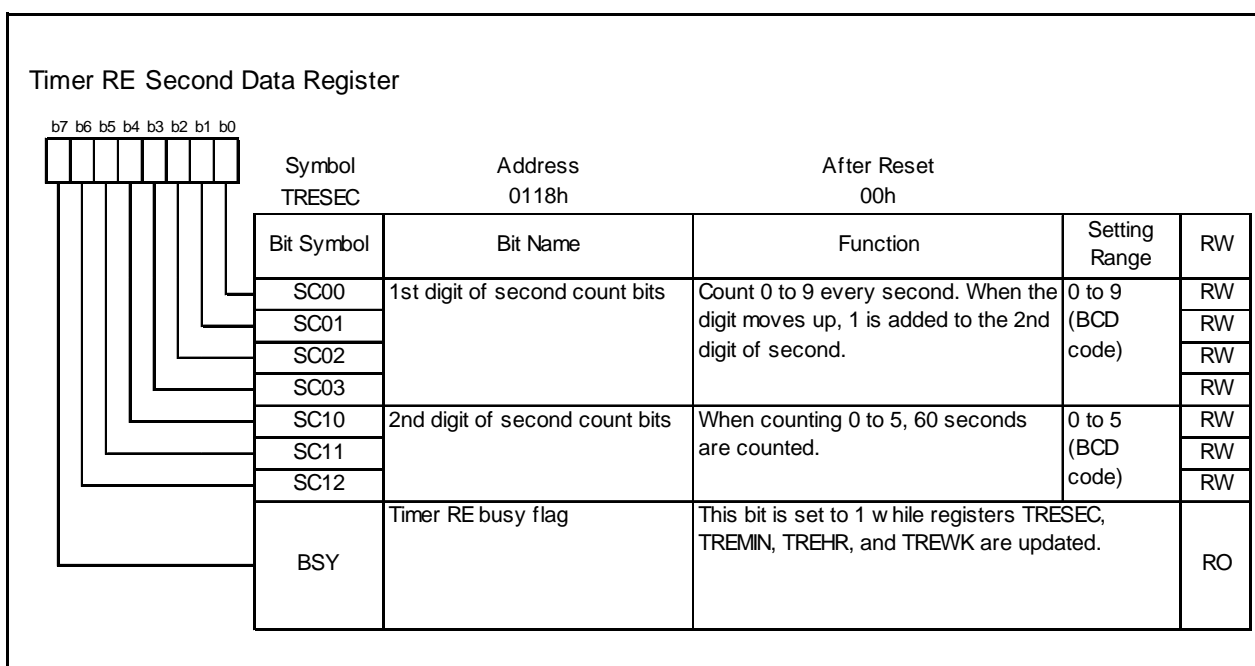 Timer RE Second Data Register
b7 b6 b5 b4 b3 b2 b1 b0
Symbol Address After Reset
TRESEC 0118h 00h
Bit Symbol Bit Name Function Setting Range RW
SC00 1st digit of second count bits Count 0 to 9 every second. When the 0 to 9 RW
SC01 digit moves up, 1 is added to the 2nd (BCD RW
SC02 digit of second. code) RW
SC03 RW
SC10 2nd digit of second count bits When counting 0 to 5, 60 seconds 0 to 5 RW
SC11 are counted. (BCD RW
SC12 code) RW
Timer RE busy flag This bit is set to 1 w hile registers TRESEC,
TREMIN, TREHR, and TREWK are updated.
BSY RO